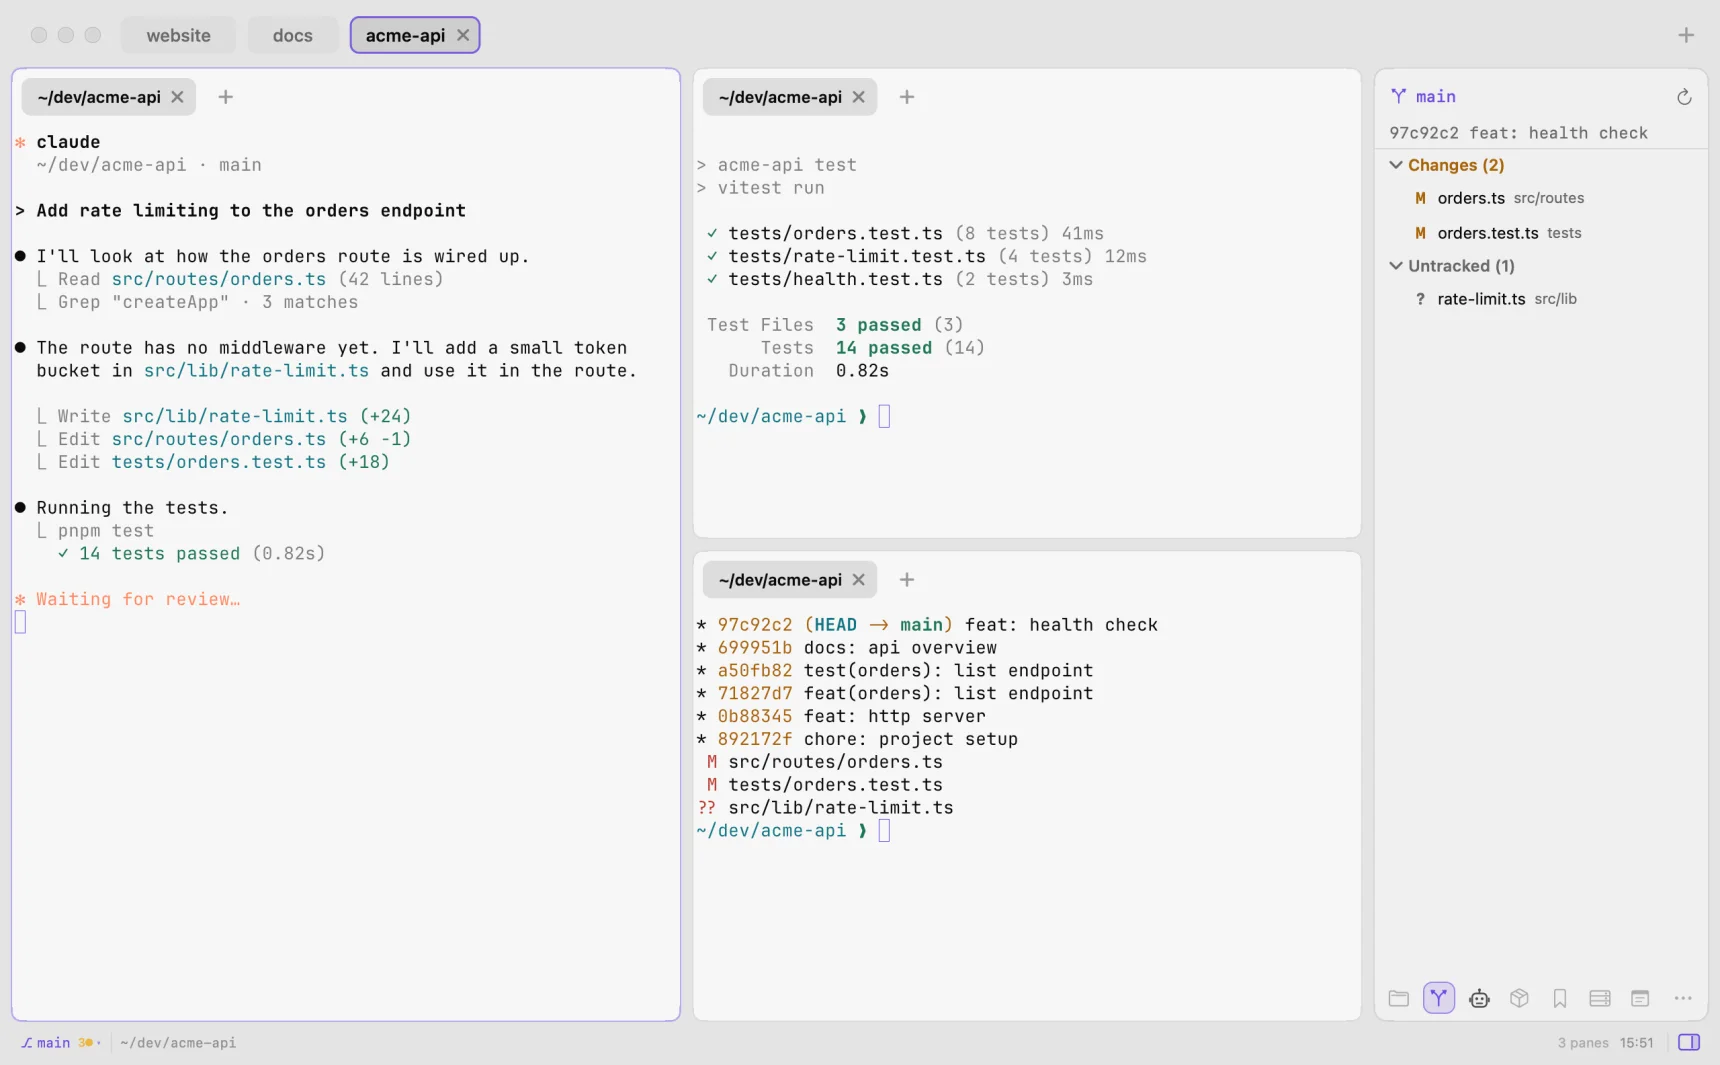 website
docs
acme-api
~/dev/acme-api
* claude
~/dev/acme-api · main
> Add rate limiting to the orders endpoint
● I'll look at how the orders route is wired up.
⎣ Read src/routes/orders.ts (42 lines)
⎣ Grep "createApp" · 3 matches
● The route has no middleware yet. I'll add a small token
bucket in src/lib/rate-limit.ts and use it in the route.
⎣ Write src/lib/rate-limit.ts (+24)
⎣ Edit src/routes/orders.ts (+6 -1)
⎣ Edit tests/orders.test.ts (+18)
● Running the tests.
⎣ pnpm test
✓ 14 tests passed (0.82s)
* Waiting for review…
~/dev/acme-api
> acme-api test
> vitest run
✓ tests/orders.test.ts (8 tests) 41ms
✓ tests/rate-limit.test.ts (4 tests) 12ms
✓ tests/health.test.ts (2 tests) 3ms
Test Files 3 passed (3)
Tests 14 passed (14)
Duration 0.82s
~/dev/acme-api ❯
~/dev/acme-api
* 97c92c2 (HEAD -> main) feat: health check
* 699951b docs: api overview
* a50fb82 test(orders): list endpoint
* 71827d7 feat(orders): list endpoint
* 0b88345 feat: http server
* 892172f chore: project setup
M src/routes/orders.ts
M tests/orders.test.ts
?? src/lib/rate-limit.ts
~/dev/acme-api ❯
main
97c92c2 feat: health check
Changes (2)
M orders.ts src/routes
M orders.test.ts tests
Untracked (1)
? rate-limit.ts src/lib
main 3● · ~/dev/acme-api
3 panes 15:51